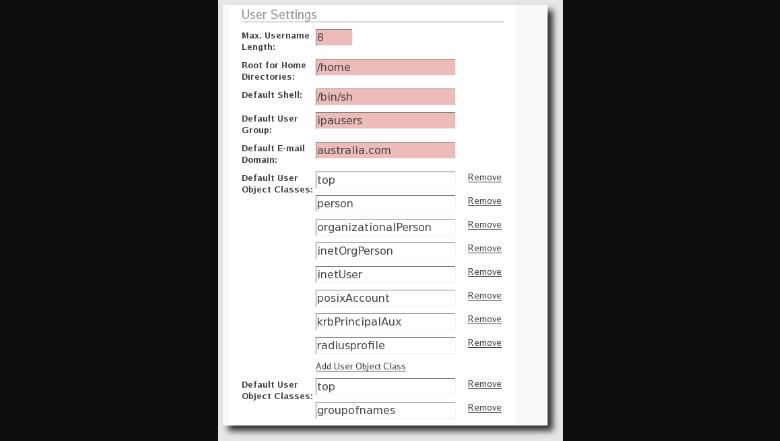 User Settings
Max. Username 8
Length:
Root for Home /home
Directories:
Default Shell: /bin/sh
Default User ipausers
Group:
Default E-mail australia.com
Domain:
Default User top Remove
Object Classes:
person Remove
organizationalPerson Remove
inetOrgPerson Remove
inetUser Remove
posixAccount Remove
krbPrincipalAux Remove
radiusprofile Remove
Add User Object Class
Default User top Remove
Object Classes:
groupofnames Remove